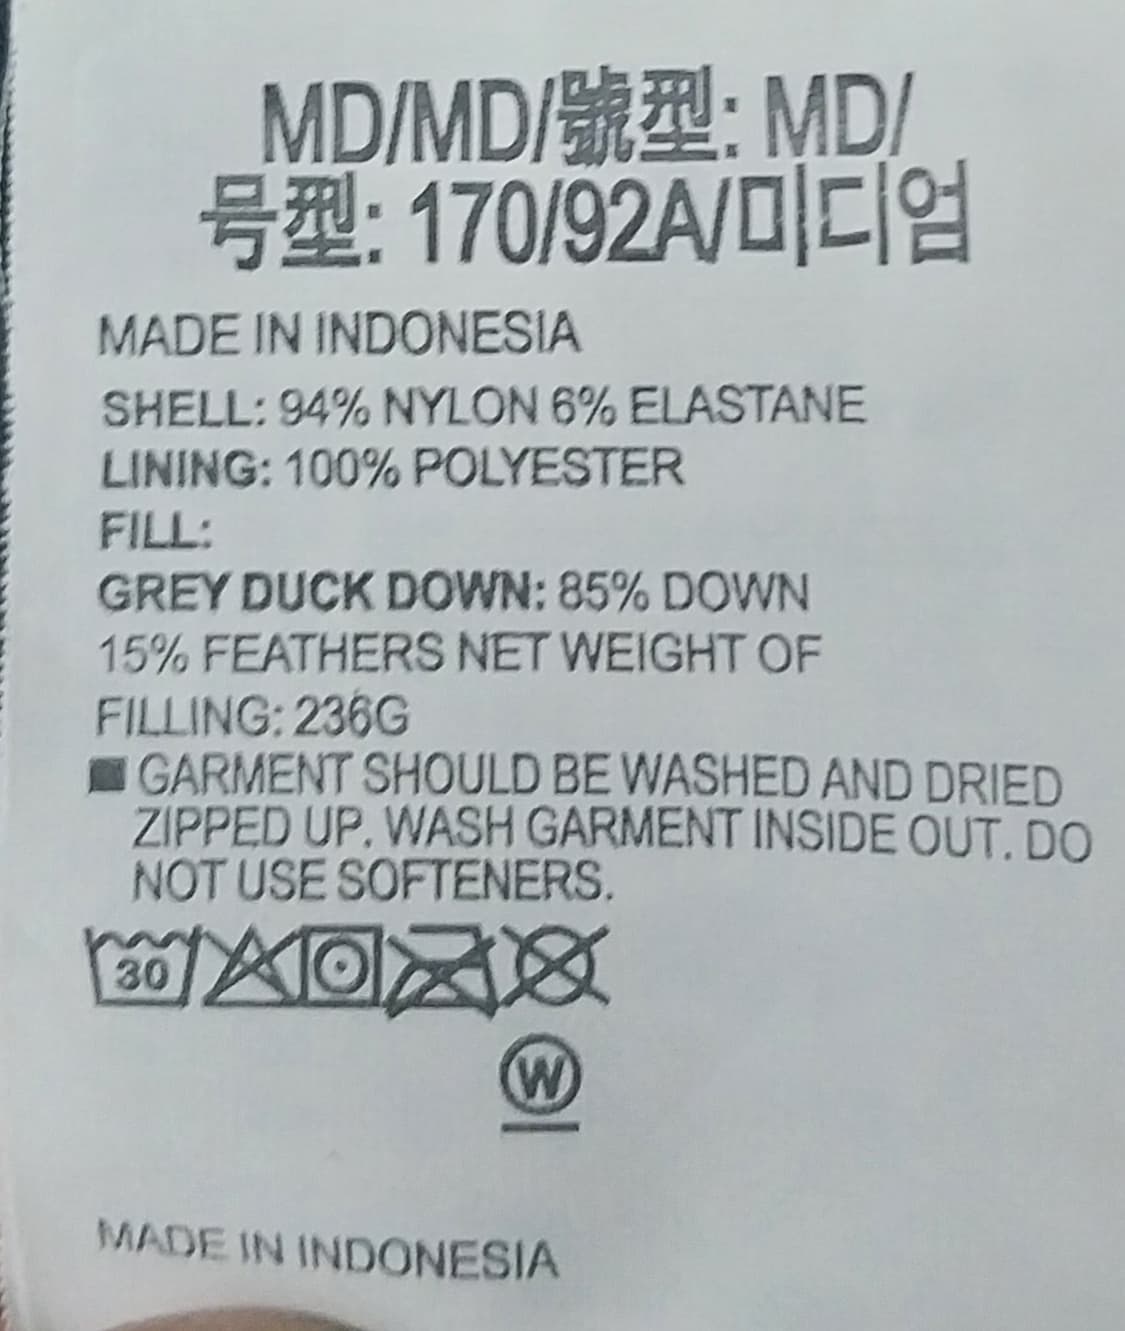 MD/MD/號型: MD/
号型: 170/92A/미디엄
MADE IN INDONESIA
SHELL: 94% NYLON 6% ELASTANE
LINING: 100% POLYESTER
FILL:
GREY DUCK DOWN: 85% DOWN
15% FEATHERS NET WEIGHT OF
FILLING: 236G
■ GARMENT SHOULD BE WASHED AND DRIED
ZIPPED UP. WASH GARMENT INSIDE OUT. DO
NOT USE SOFTENERS.
30
W
MADE IN INDONESIA